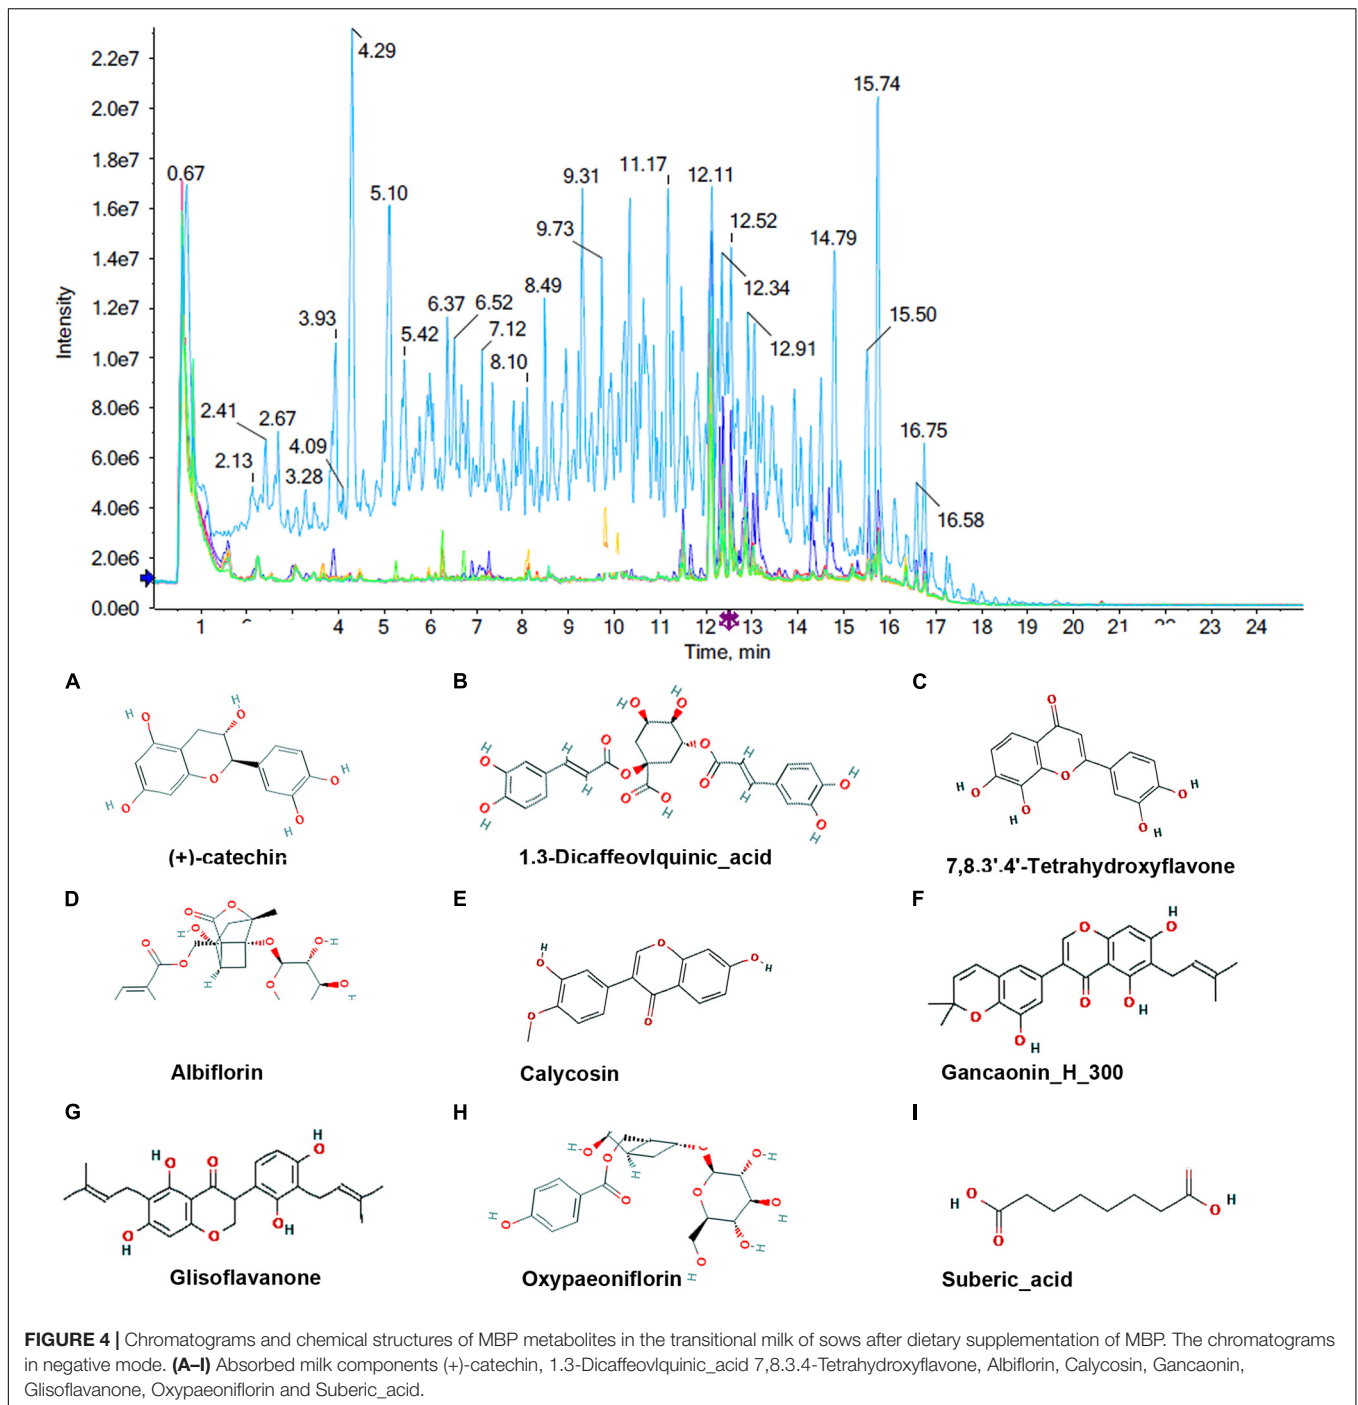 2.2e7
2.0e7
1.8e7
1.6e7
1.4e7
1.2e7
1.0e7
8.0e6
6.0e6
4.0e6
2.0e6
0.0e0
Intensity
0.67
2.13
2.41
2.67
3.28
3.93
4.09
4.29
5.10
5.42
6.37
6.52
7.12
8.10
8.49
9.31
9.73
11.17
12.11
12.52
12.34
12.91
14.79
15.74
15.50
16.75
16.58
1 4 5 6 7 8 9 10 11 12 13 14 15 16 17 18 19 20 21 23 24
Time, min
A
B
C
(+)-catechin
1.3-Dicaffeovlquinic_acid
7,8.3'.4'-Tetrahydroxyflavone
D
E
F
Albiflorin
Calycosin
Gancaonin_H_300
G
H
I
Glisoflavanone
Oxypaeoniflorin
Suberic_acid
FIGURE 4 | Chromatograms and chemical structures of MBP metabolites in the transitional milk of sows after dietary supplementation of MBP. The chromatograms
in negative mode. (A–I) Absorbed milk components (+)-catechin, 1.3-Dicaffeovlquinic_acid 7,8.3.4-Tetrahydroxyflavone, Albiflorin, Calycosin, Gancaonin,
Glisoflavanone, Oxypaeoniflorin and Suberic_acid.